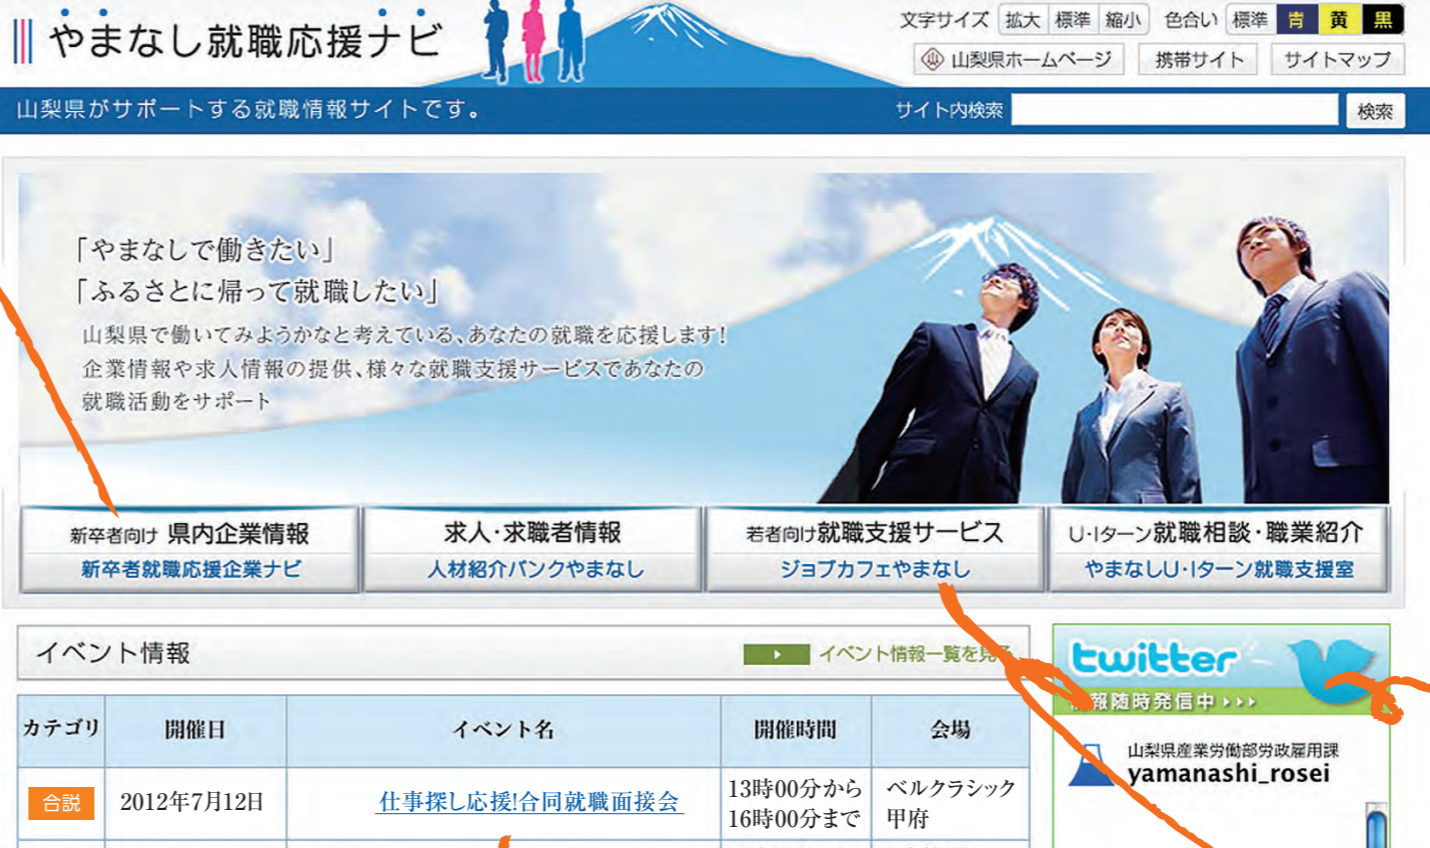 やまなし就職応援ナビ
文字サイズ 拡大 標準 縮小 色合い 標準 青 黄 黒
山梨県ホームページ 携帯サイト サイトマップ
山梨県がサポートする就職情報サイトです。
サイト内検索 検索
「やまなしで働きたい」
「ふるさとに帰って就職したい」
山梨県で働いてみようかなと考えている、あなたの就職を応援します!
企業情報や求人情報の提供、様々な就職支援サービスであなたの
就職活動をサポート
新卒者向け 県内企業情報
新卒者就職応援企業ナビ
求人・求職者情報
人材紹介バンクやまなし
若者向け就職支援サービス
ジョブカフェやまなし
U・Iターン就職相談・職業紹介
やまなしU・Iターン就職支援室
イベント情報
イベント情報一覧を見る
twitter
情報随時発信中
山梨県産業労働部労政雇用課
yamanashi_rosei
カテゴリ 開催日 イベント名 開催時間 会場
合説 2012年7月12日 仕事探し応援!合同就職面接会 13時00分から 16時00分まで ベルクラシック 甲府